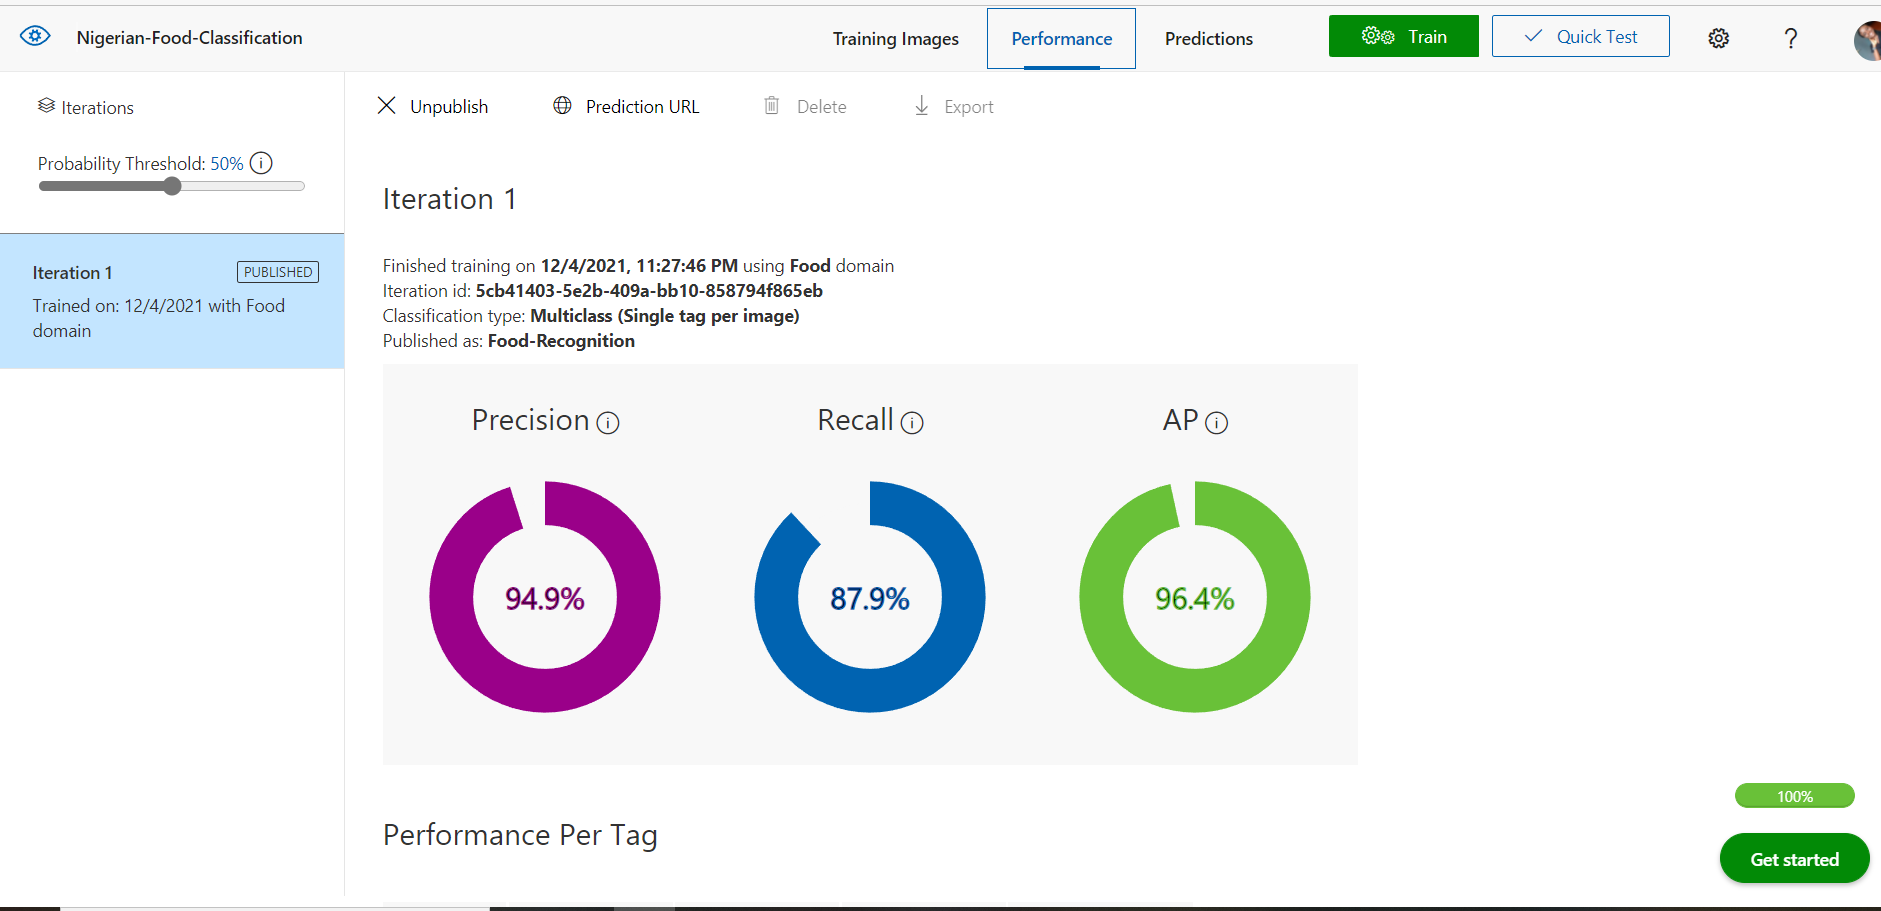 Nigerian-Food-Classification
Training Images
Performance
Predictions
Train
Quick Test
?
Iterations
Probability Threshold: 50%
Iteration 1
PUBLISHED
Trained on: 12/4/2021 with Food
domain
Unpublish
Prediction URL
Delete
Export
Iteration 1
Finished training on 12/4/2021, 11:27:46 PM using Food domain
Iteration id: 5cb41403-5e2b-409a-bb10-858794f865eb
Classification type: Multiclass (Single tag per image)
Published as: Food-Recognition
Precision
Recall
AP
94.9%
87.9%
96.4%
Performance Per Tag
100%
Get started